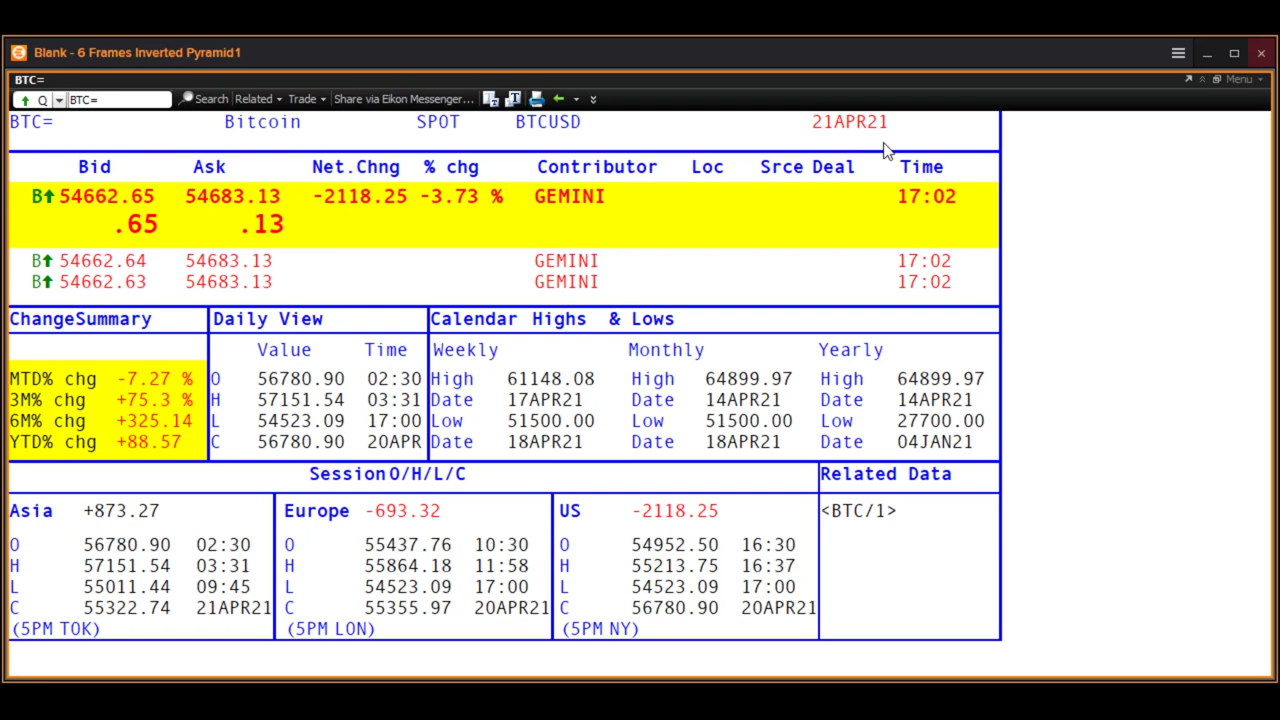 Blank - 6 Frames Inverted Pyramid1
BTC=
Menu
Q BTC= Search Related Trade Share via Eikon Messenger...
BTC= Bitcoin SPOT BTCUSD 21APR21
Bid Ask Net.Chng % chg Contributor Loc Srce Deal Time
B↑ 54662.65 54683.13 -2118.25 -3.73 % GEMINI 17:02
.65 .13
B↑ 54662.64 54683.13 GEMINI 17:02
B↑ 54662.63 54683.13 GEMINI 17:02
ChangeSummary Daily View Calendar Highs & Lows
Value Time Weekly Monthly Yearly
MTD% chg -7.27 % O 56780.90 02:30 High 61148.08 High 64899.97 High 64899.97
3M% chg +75.3 % H 57151.54 03:31 Date 17APR21 Date 14APR21 Date 14APR21
6M% chg +325.14 L 54523.09 17:00 Low 51500.00 Low 51500.00 Low 27700.00
YTD% chg +88.57 C 56780.90 20APR Date 18APR21 Date 18APR21 Date 04JAN21
Session O/H/L/C Related Data
Asia +873.27 Europe -693.32 US -2118.25 <BTC/1>
O 56780.90 02:30 O 55437.76 10:30 O 54952.50 16:30
H 57151.54 03:31 H 55864.18 11:58 H 55213.75 16:37
L 55011.44 09:45 L 54523.09 17:00 L 54523.09 17:00
C 55322.74 21APR21 C 55355.97 20APR21 C 56780.90 20APR21
(5PM TOK) (5PM LON) (5PM NY)